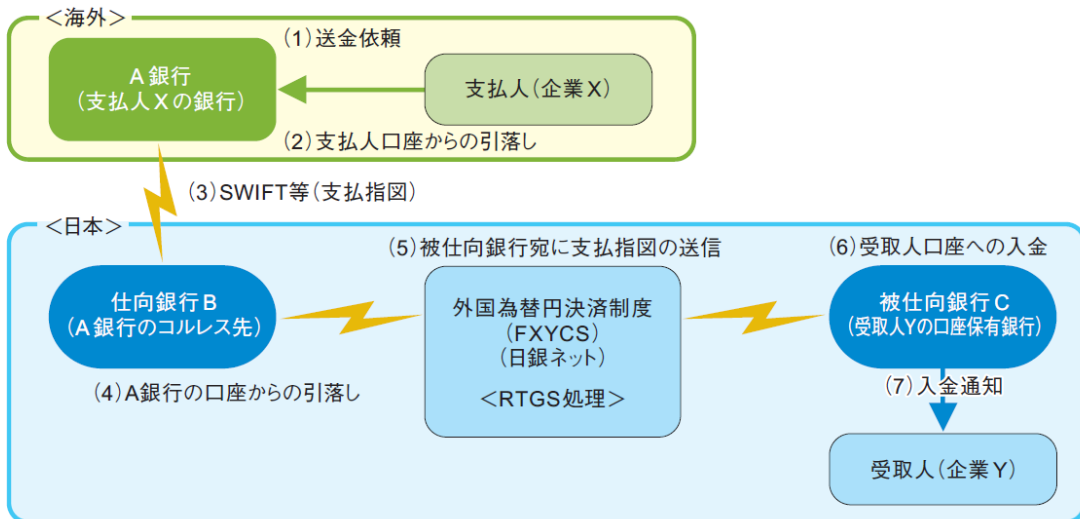 <海外>
(1)送金依頼
A銀行
(支払人Xの銀行)
支払人(企業X)
(2)支払人口座からの引落し
(3)SWIFT等(支払指図)
<日本>
(5)被仕向銀行宛に支払指図の送信
(6)受取人口座への入金
仕向銀行B
(A銀行のコルレス先)
外国為替円決済制度
(FXYCS)
(日銀ネット)
<RTGS処理>
被仕向銀行C
(受取人Yの口座保有銀行)
(4)A銀行の口座からの引落し
(7)入金通知
受取人(企業Y)